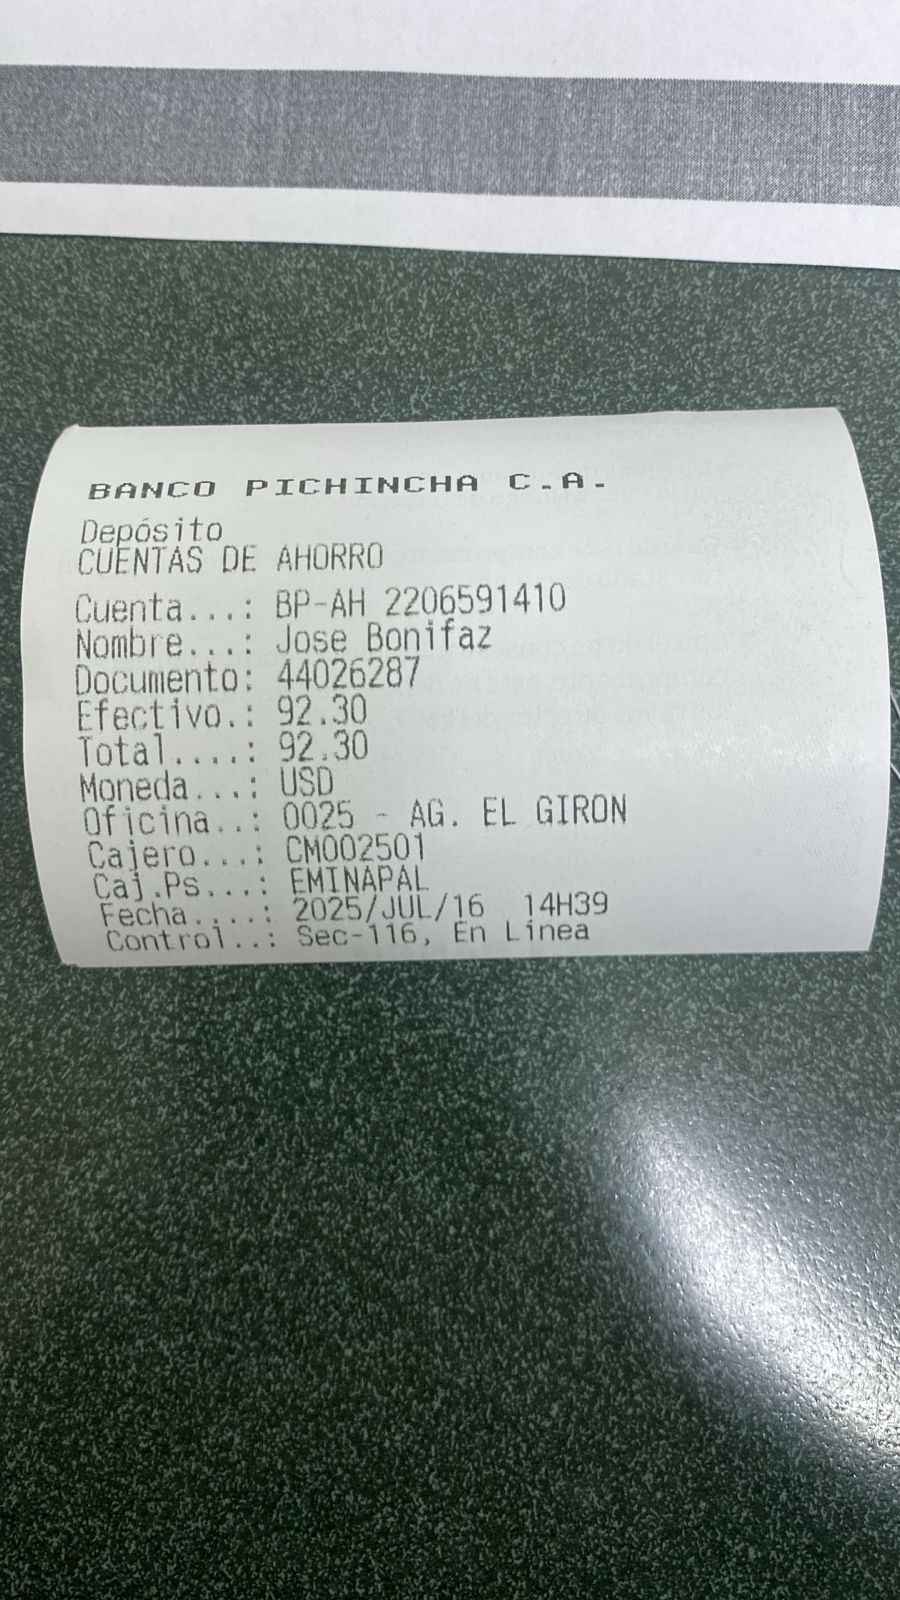 BANCO PICHINCHA C.A.
Depósito
CUENTAS DE AHORRO
Cuenta...: BP-AH 2206591410
Nombre...: Jose Bonifaz
Documento: 44026287
Efectivo.: 92.30
Total....: 92.30
Moneda...: USD
Oficina..: 0025 - AG. EL GIRON
Cajero...: CM002501
Caj.Ps...: EMINAPAL
Fecha....: 2025/JUL/16 14H39
Control..: Sec-116, En Linea